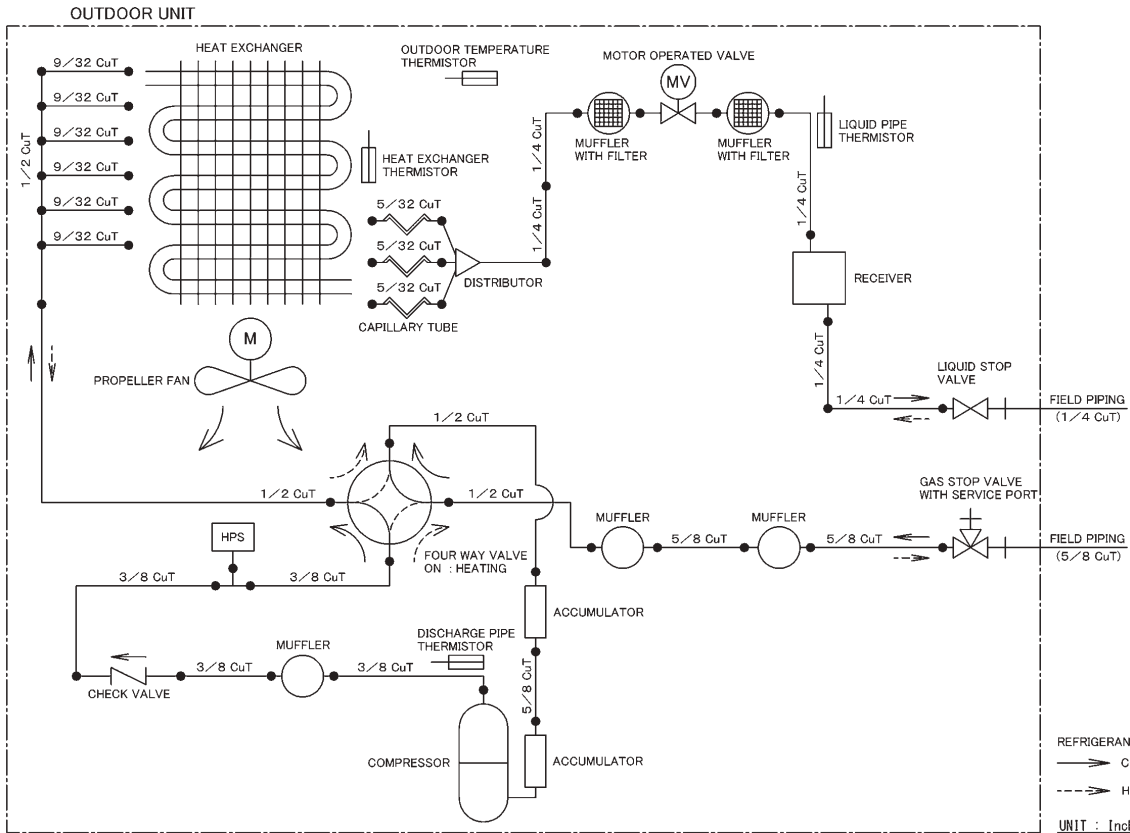 OUTDOOR UNIT
HEAT EXCHANGER
9/32 CuT
9/32 CuT
9/32 CuT
9/32 CuT
9/32 CuT
9/32 CuT
1/2 CuT
OUTDOOR TEMPERATURE
THERMISTOR
HEAT EXCHANGER
THERMISTOR
MOTOR OPERATED VALVE
MV
MUFFLER
WITH FILTER
MUFFLER
WITH FILTER
LIQUID PIPE
THERMISTOR
1/4 CuT
1/4 CuT
1/4 CuT
5/32 CuT
5/32 CuT
5/32 CuT
DISTRIBUTOR
CAPILLARY TUBE
RECEIVER
1/4 CuT
M
PROPELLER FAN
LIQUID STOP
VALVE
1/4 CuT
FIELD PIPING
(1/4 CuT)
1/2 CuT
1/2 CuT
1/2 CuT
GAS STOP VALVE
WITH SERVICE PORT
MUFFLER
MUFFLER
5/8 CuT
5/8 CuT
FIELD PIPING
(5/8 CuT)
HPS
FOUR WAY VALVE
ON : HEATING
3/8 CuT
3/8 CuT
ACCUMULATOR
DISCHARGE PIPE
THERMISTOR
MUFFLER
3/8 CuT
3/8 CuT
CHECK VALVE
5/8 CuT
COMPRESSOR
ACCUMULATOR
REFRIGERAN
C
H
UNIT : Incl